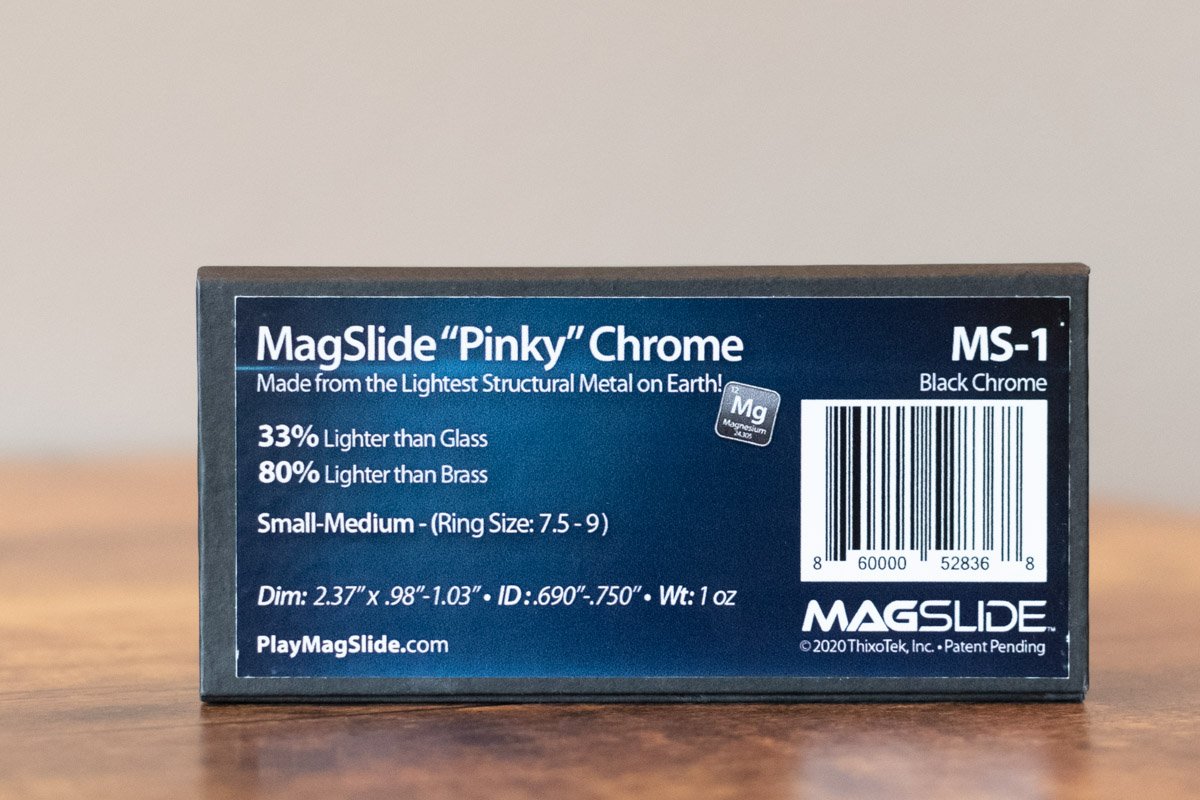 MagSlide “Pinky” Chrome
Made from the Lightest Structural Metal on Earth!
12
Mg
Magnesium
24.305
33% Lighter than Glass
80% Lighter than Brass
Small-Medium - (Ring Size: 7.5 - 9)
Dim: 2.37” x .98”-1.03” • ID : .690”-.750” • Wt: 1 oz
PlayMagSlide.com
MS-1
Black Chrome
8 60000 52836 8
MAGSLIDE™
©2020 ThixoTek, Inc. • Patent Pending